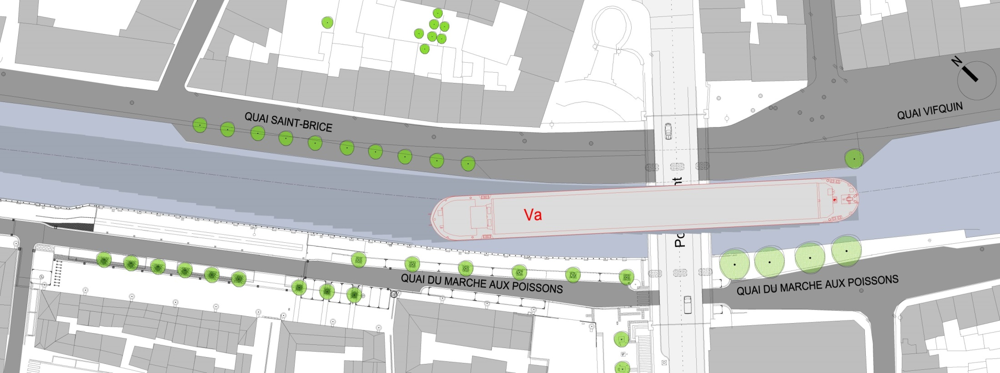 N
QUAI SAINT-BRICE
QUAI VIFQUIN
Va
QUAI DU MARCHE AUX POISSONS
QUAI DU MARCHE AUX POISSONS